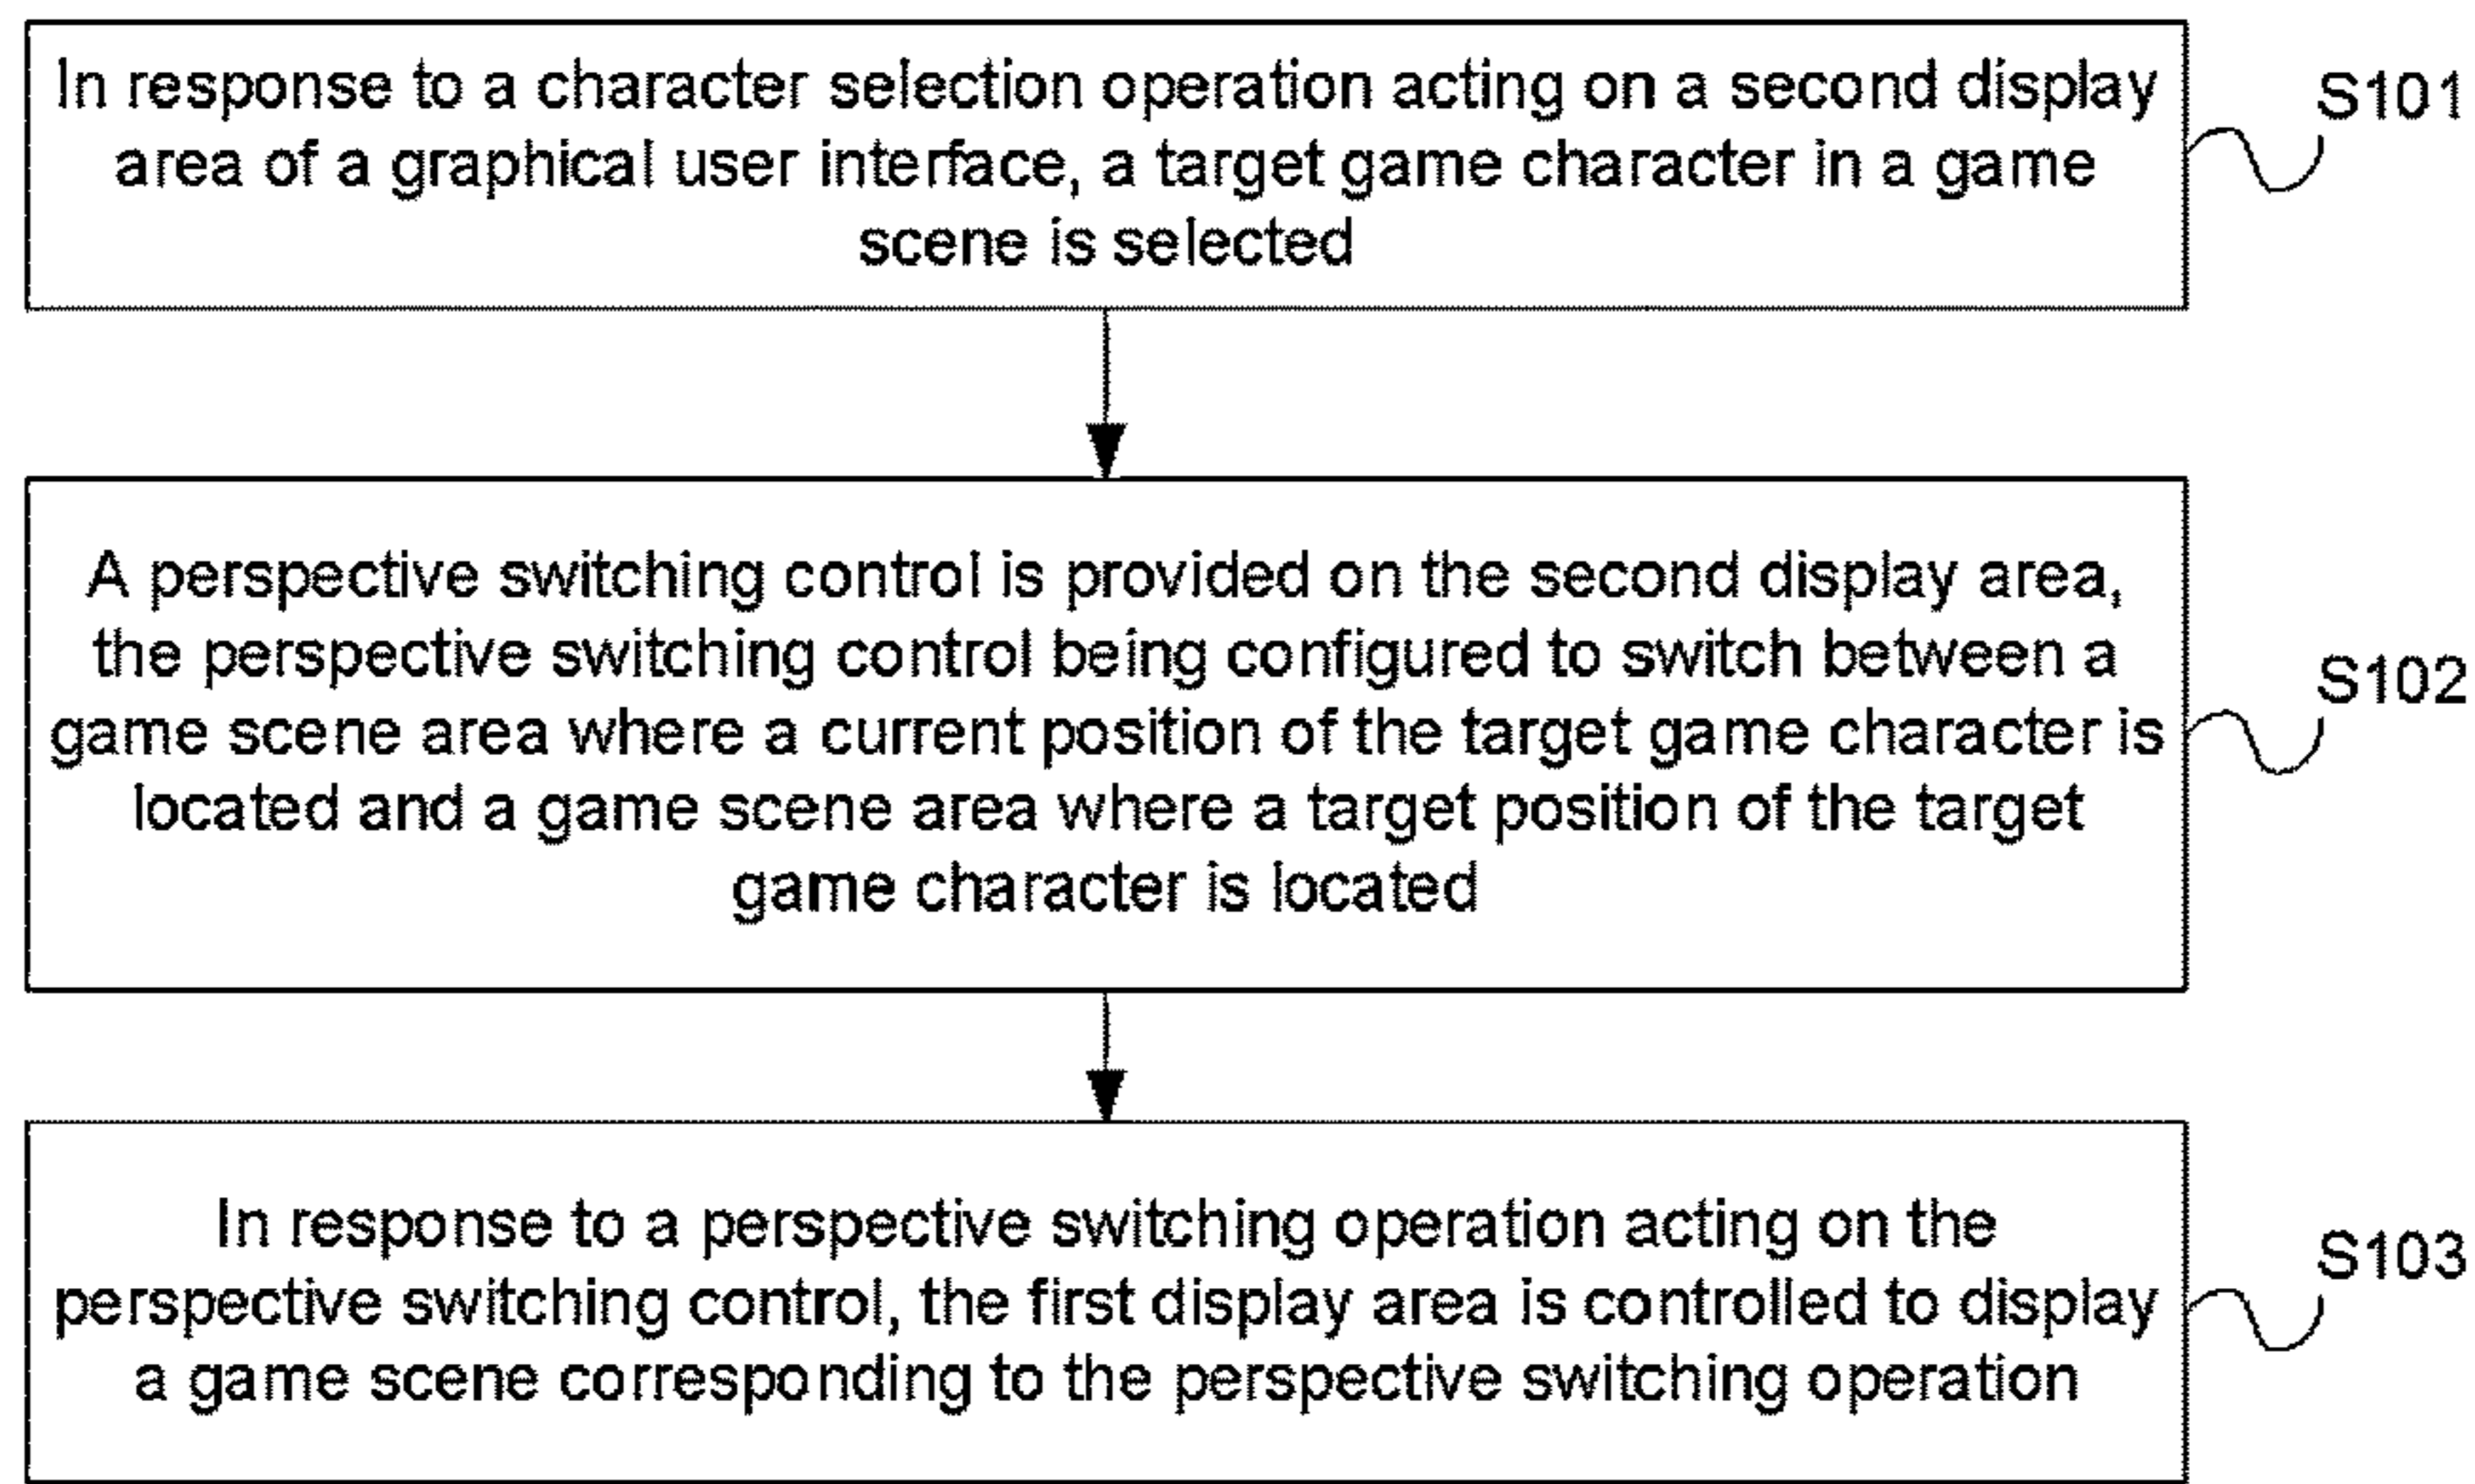 In response to a character selection operation acting on a second display
area of a graphical user interface, a target game character in a game
scene is selected
S101
A perspective switching control is provided on the second display area,
the perspective switching control being configured to switch between a
game scene area where a current position of the target game character is
located and a game scene area where a target position of the target
game character is located
S102
In response to a perspective switching operation acting on the
perspective switching control, the first display area is controlled to display
a game scene corresponding to the perspective switching operation
S103